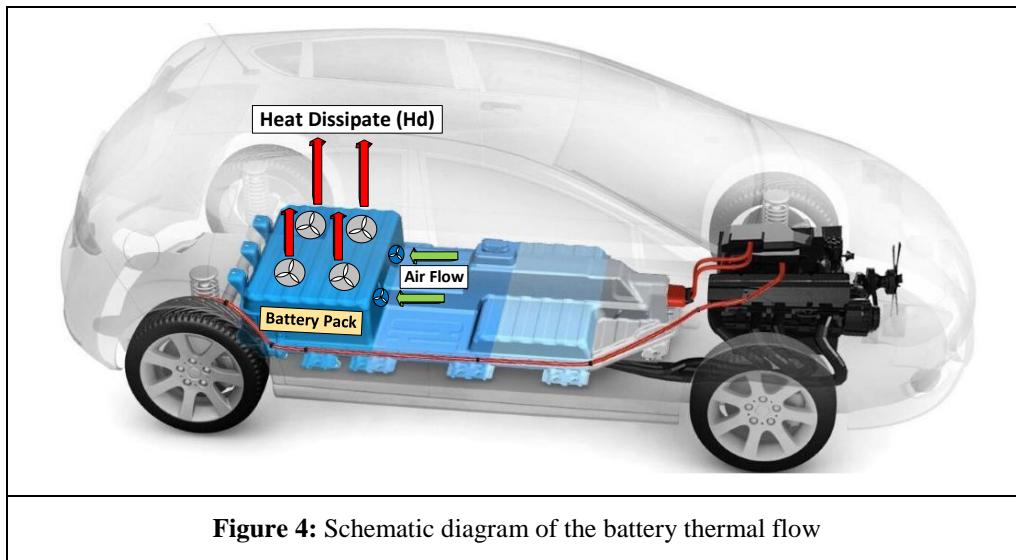 Heat Dissipate (Hd)
Air Flow
Battery Pack
Figure 4: Schematic diagram of the battery thermal flow